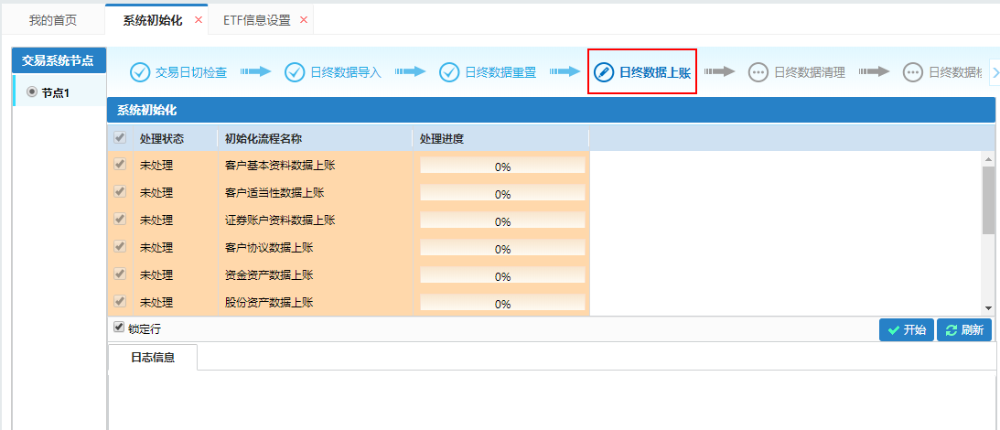 我的首页 系统初始化 ETF信息设置
交易系统节点
节点1
交易日切检查 日终数据导入 日终数据重置 日终数据上账 日终数据清理 日终数据
系统初始化
处理状态 初始化流程名称 处理进度
未处理 客户基本资料数据上账 0%
未处理 客户适当性数据上账 0%
未处理 证券账户资料数据上账 0%
未处理 客户协议数据上账 0%
未处理 资金资产数据上账 0%
未处理 股份资产数据上账 0%
锁定行 开始 刷新
日志信息